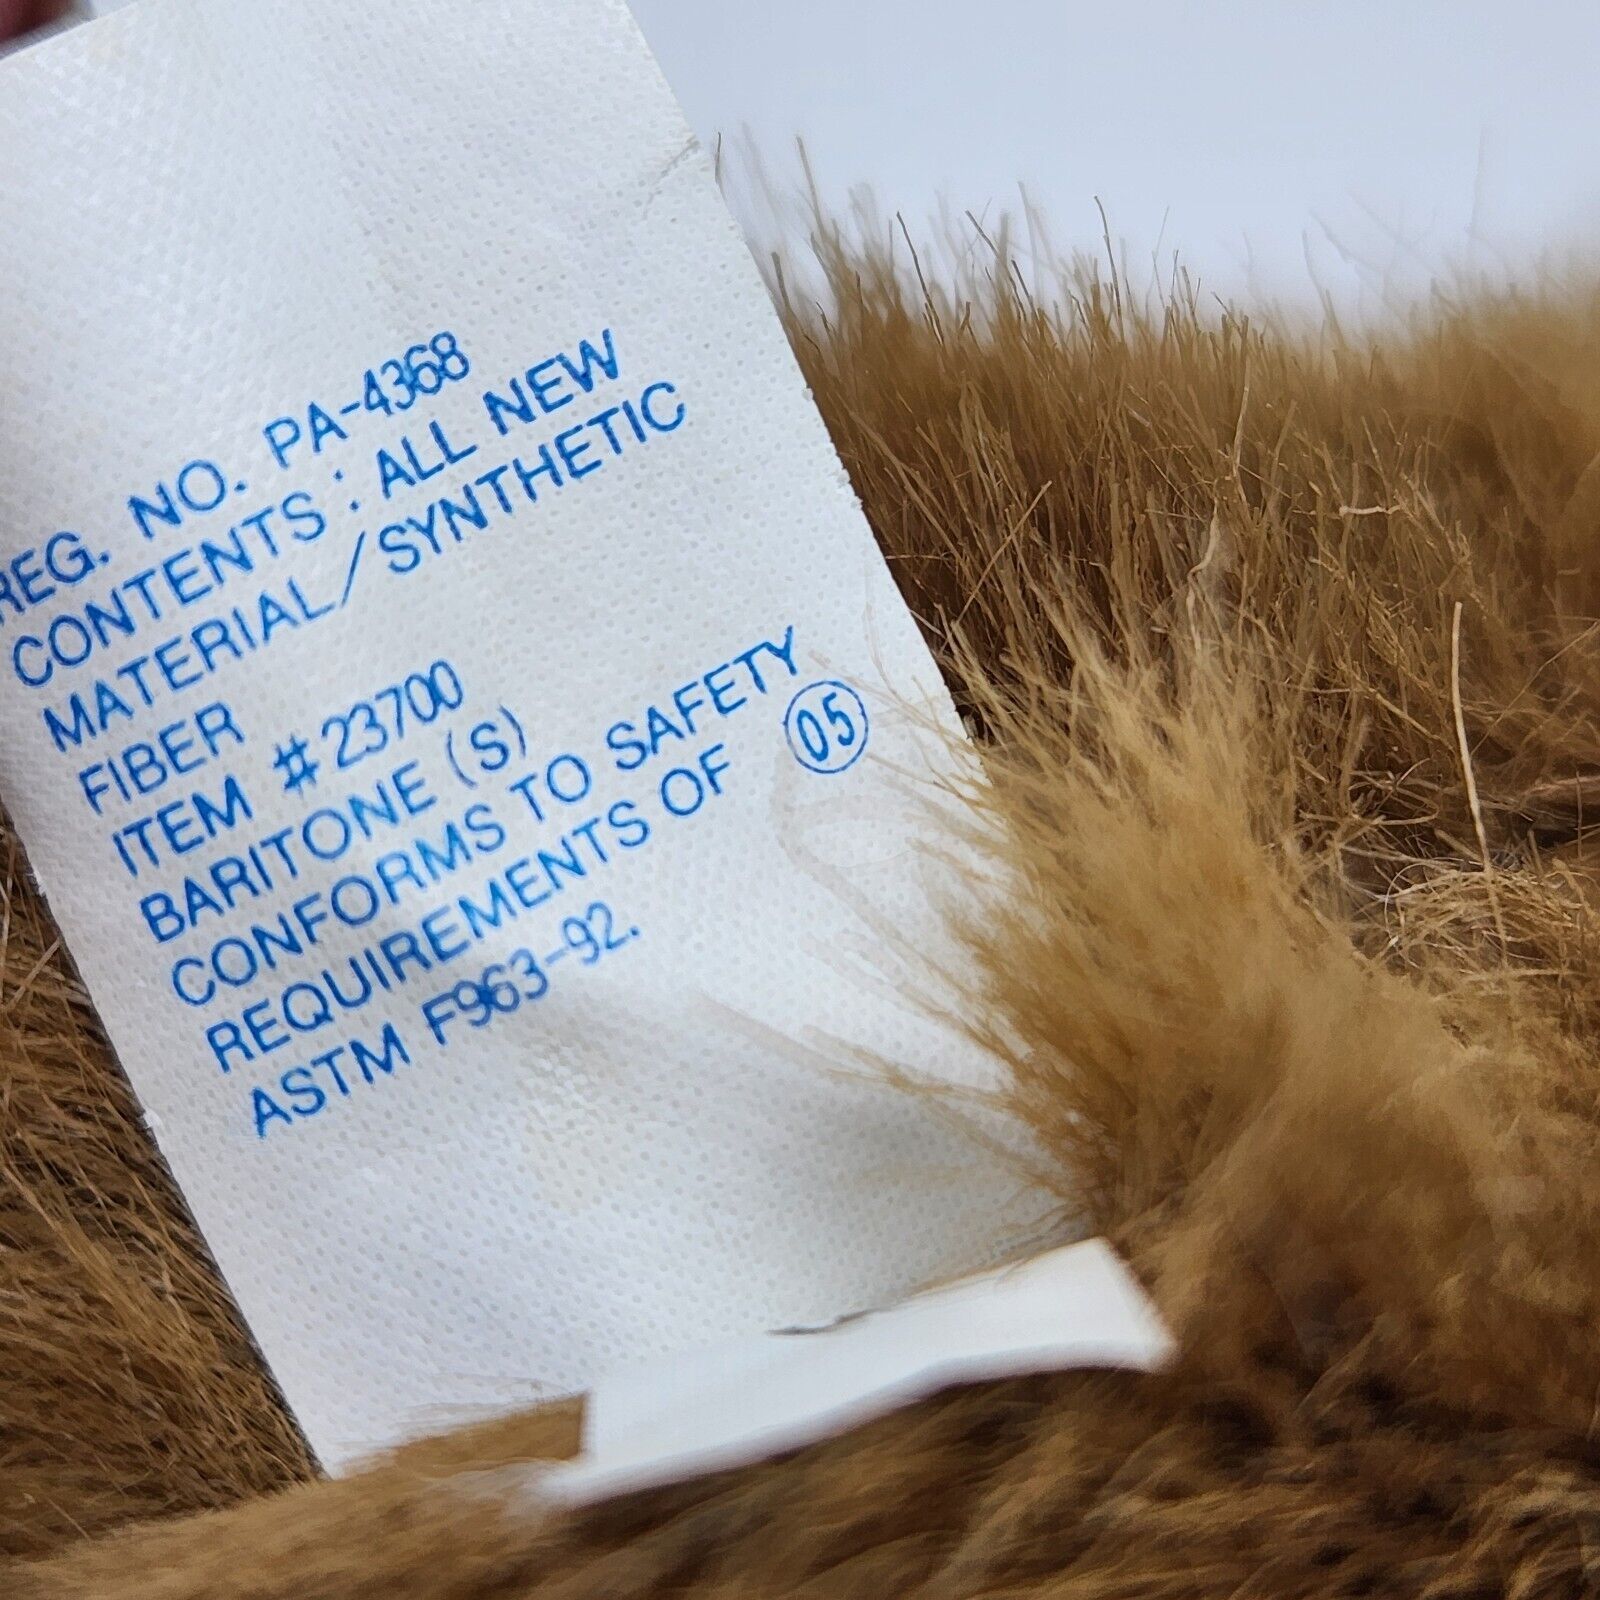 REG. NO. PA-4368
CONTENTS : ALL NEW
MATERIAL/SYNTHETIC
FIBER
ITEM #23700
BARITONE (S)
CONFORMS TO SAFETY
REQUIREMENTS OF 05
ASTM F963-92.